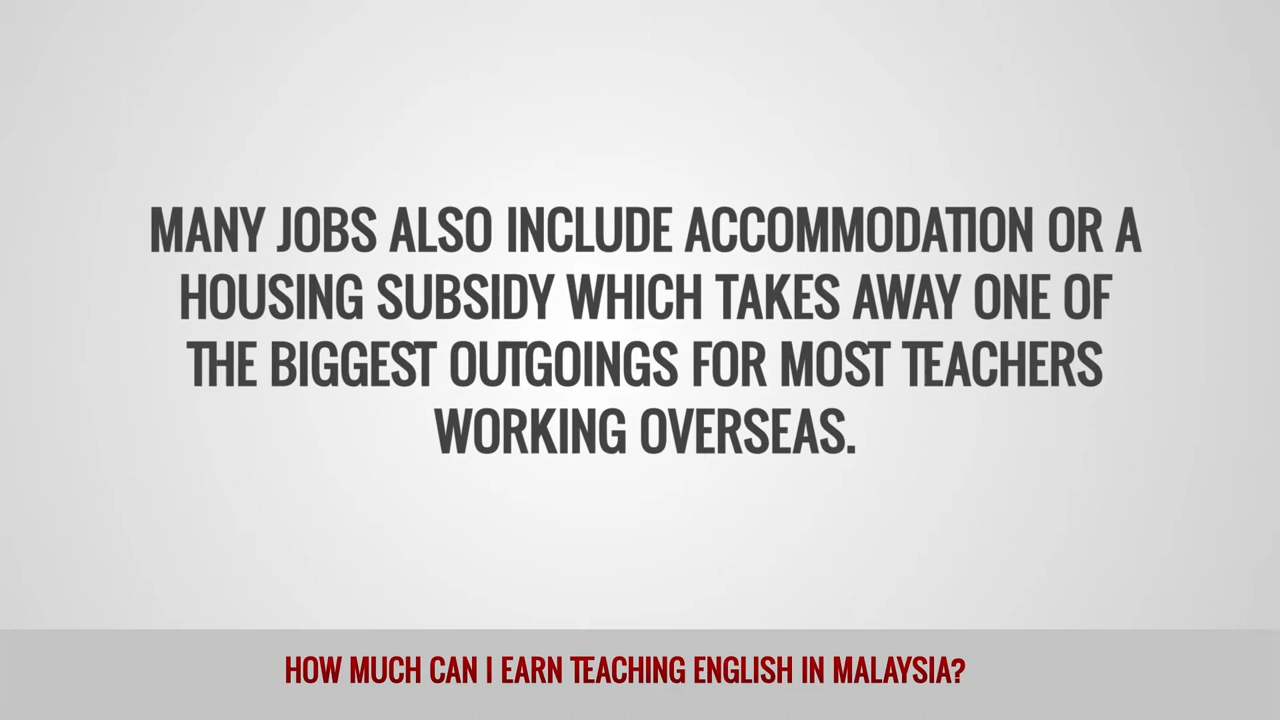 MANY JOBS ALSO INCLUDE ACCOMMODATION OR A
HOUSING SUBSIDY WHICH TAKES AWAY ONE OF
THE BIGGEST OUTGOINGS FOR MOST TEACHERS
WORKING OVERSEAS.
HOW MUCH CAN I EARN TEACHING ENGLISH IN MALAYSIA?